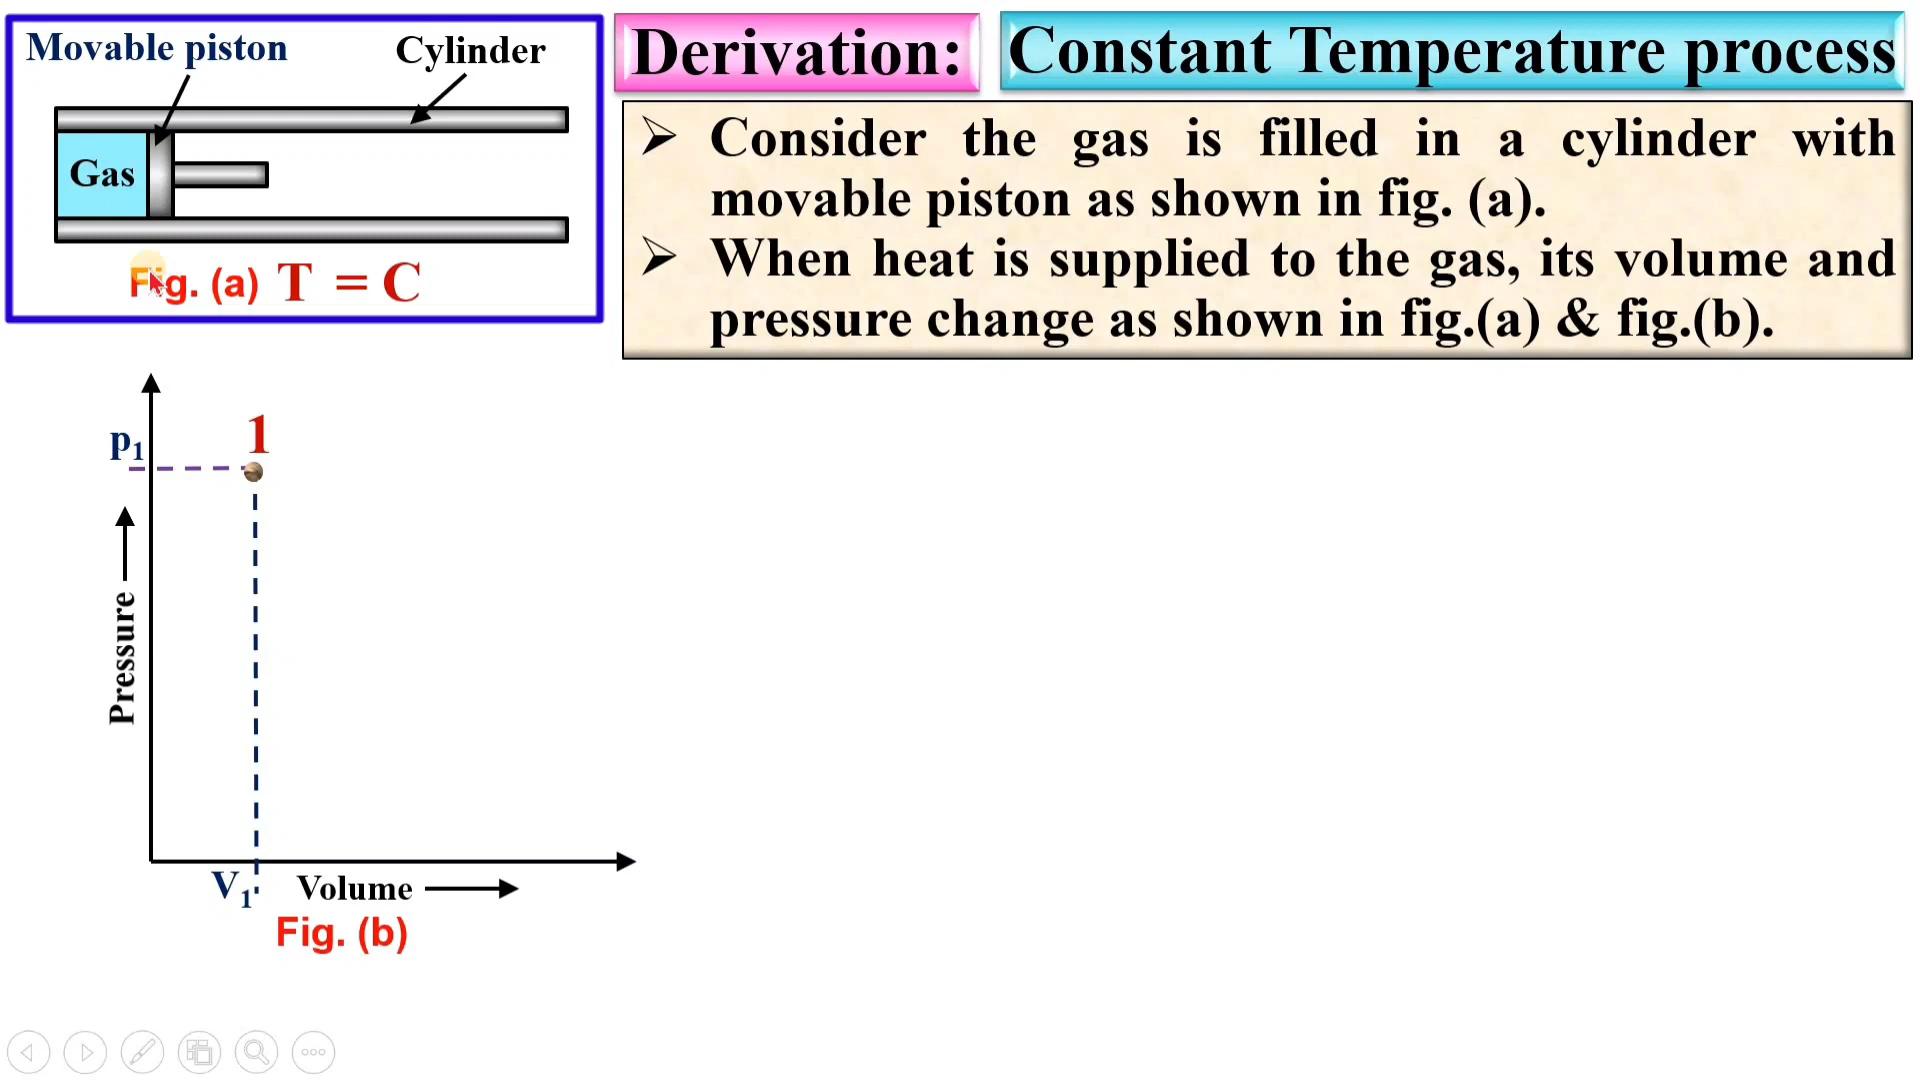 Movable piston
Cylinder
Gas
Fig. (a) T = C
Derivation:
Constant Temperature process
➢ Consider the gas is filled in a cylinder with
movable piston as shown in fig. (a).
➢ When heat is supplied to the gas, its volume and
pressure change as shown in fig.(a) & fig.(b).
p₁
1
Pressure
V₁
Volume
Fig. (b)